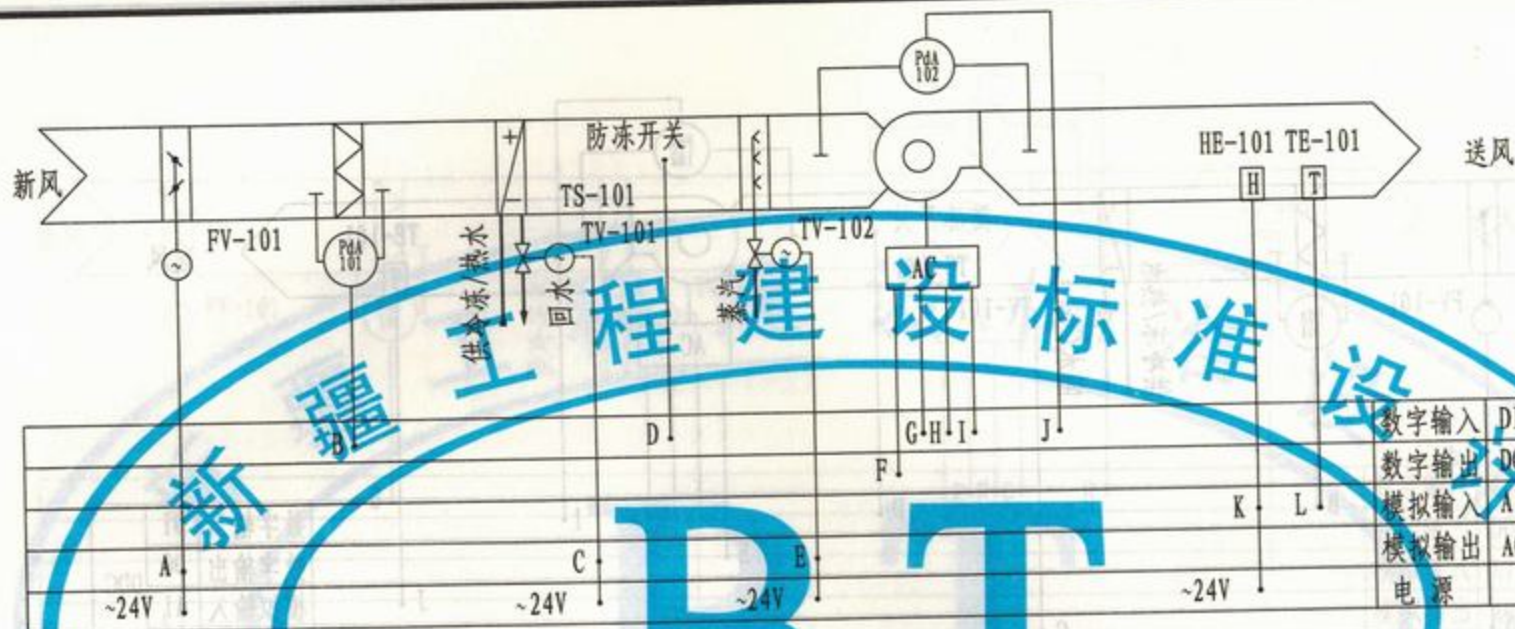 PdA
102
防冻开关
HE-101 TE-101
新风
H
T
送风
TS-101
FV-101
PdA
101
供冷冻/热水
TV-101
回水
TV-102
蒸汽
AC
新疆工程建设标准设计
B
D
G
H
I
J
数字输入
F
数字输出
K
L
模拟输入
A
C
E
模拟输出
~24V
~24V
~24V
~24V
电源
BT